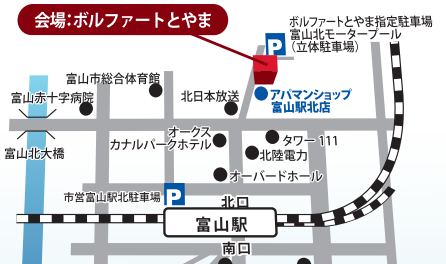 会場:ボルファートとやま
P
ボルファートとやま指定駐車場
富山北モータープール
(立体駐車場)
富山市総合体育館
富山赤十字病院
北日本放送
アパマンショップ
富山駅北店
オークス
カナルパークホテル
タワー111
富山北大橋
北陸電力
オーバードホール
市営富山駅北駐車場
P
北口
富山駅
南口